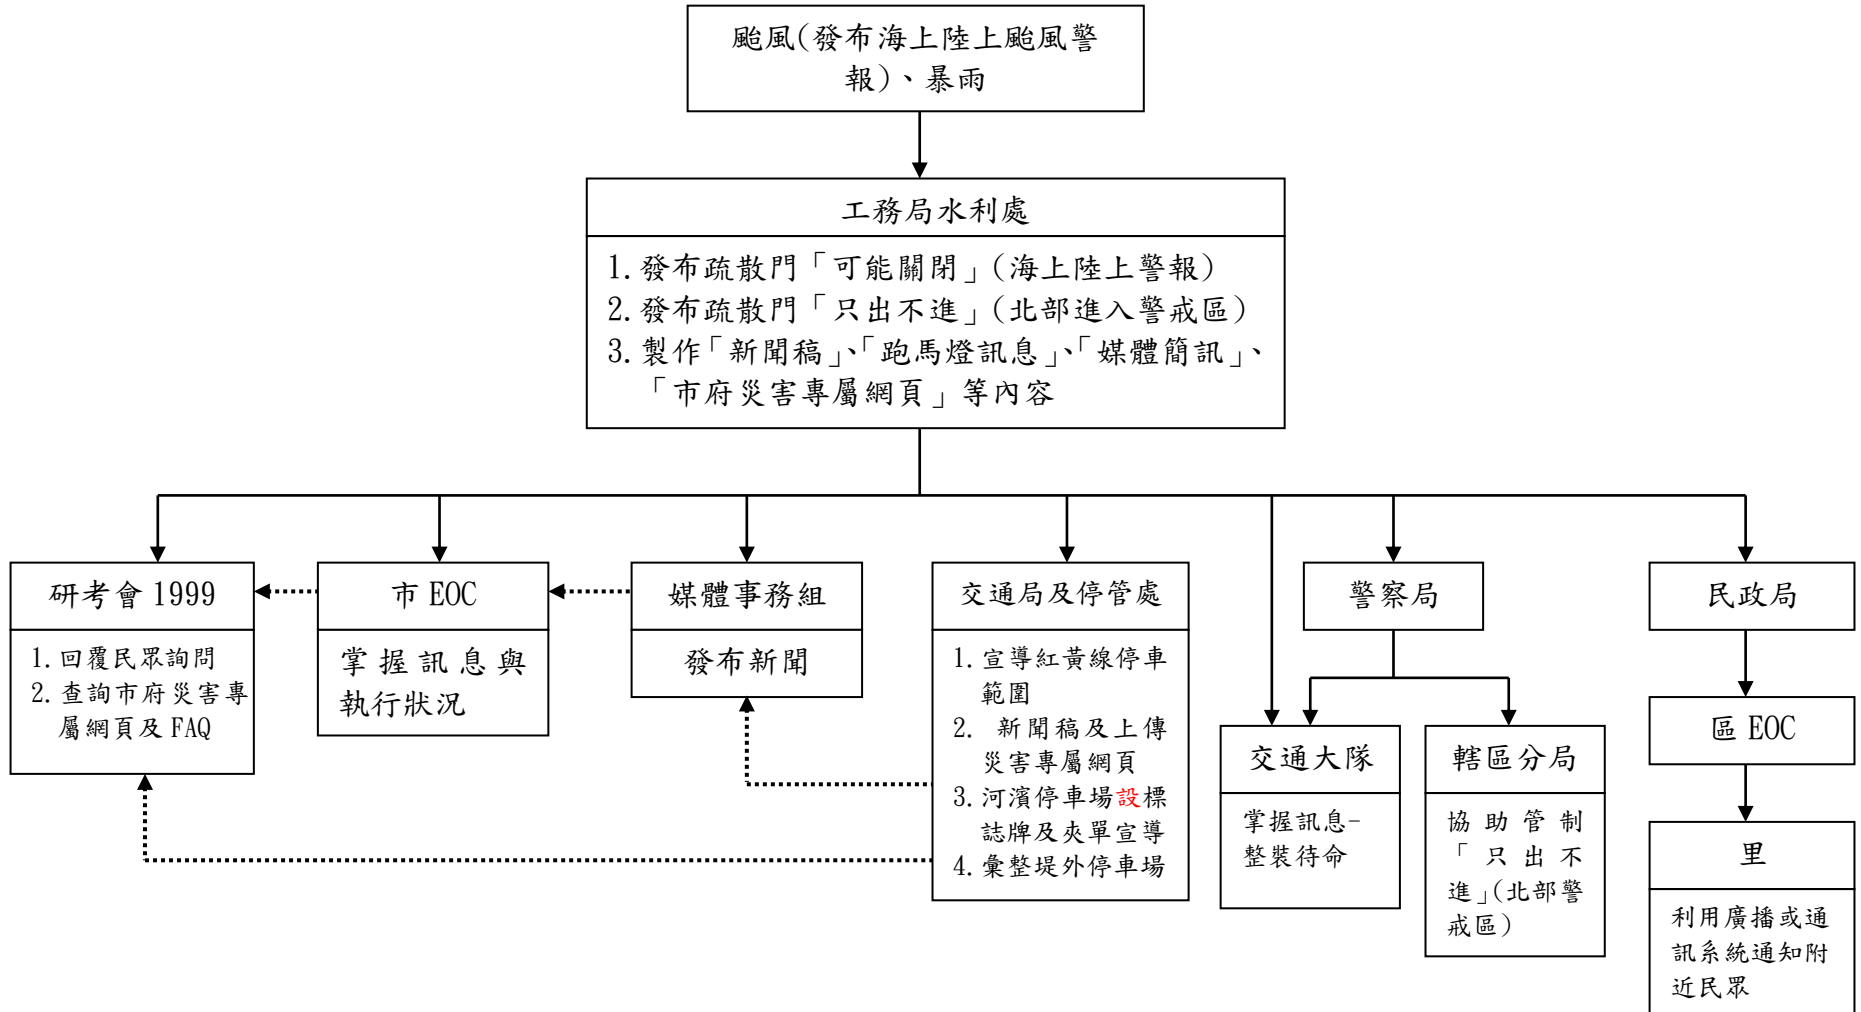 颱風(發布海上陸上颱風警
報)、暴雨
工務局水利處
1.發布疏散門「可能關閉」(海上陸上警報)
2.發布疏散門「只出不進」(北部進入警戒區)
3.製作「新聞稿」、「跑馬燈訊息」、「媒體簡訊」、
「市府災害專屬網頁」等內容
研考會 1999
1.回覆民眾詢問
2.查詢市府災害專
屬網頁及 FAQ
市 EOC
掌握訊息與
執行狀況
媒體事務組
發布新聞
交通局及停管處
1.宣導紅黃線停車
範圍
2. 新聞稿及上傳
災害專屬網頁
3.河濱停車場設標
誌牌及夾單宣導
4.彙整堤外停車場
警察局
交通大隊
掌握訊息-
整裝待命
轄區分局
協助管制
「只出不
進」(北部警
戒區)
民政局
區 EOC
里
利用廣播或通
訊系統通知附
近民眾